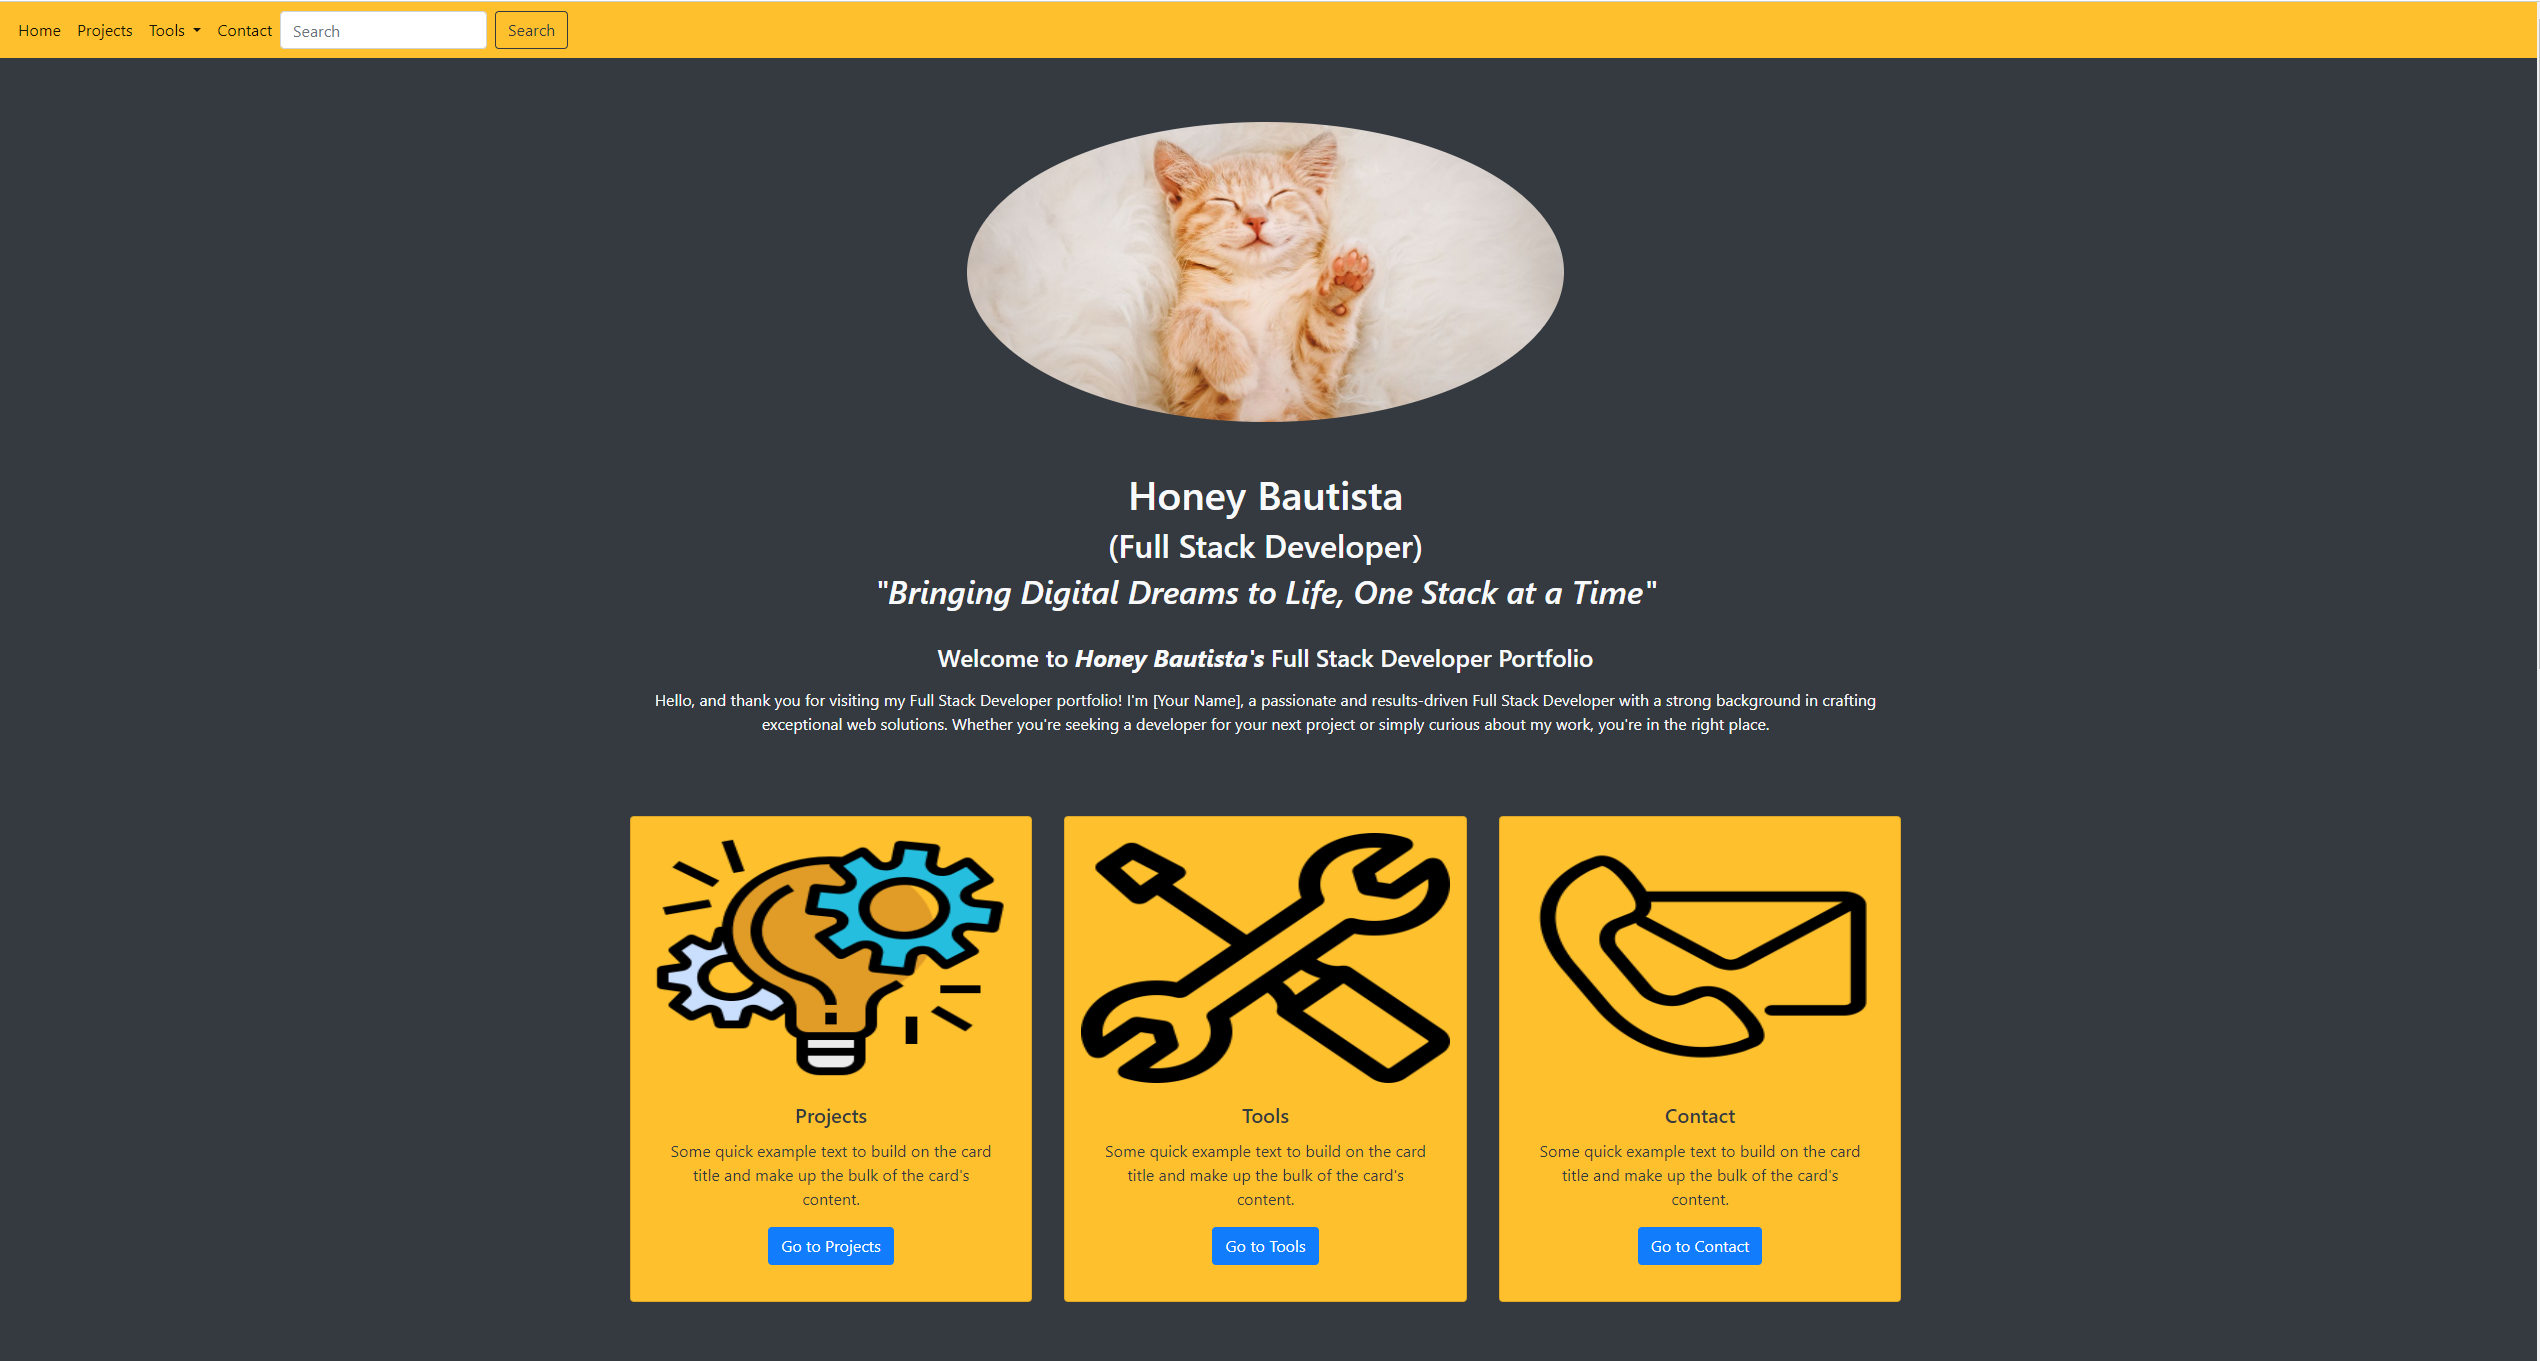 Home Projects Tools Contact Search Search
Honey Bautista
(Full Stack Developer)
"Bringing Digital Dreams to Life, One Stack at a Time"
Welcome to Honey Bautista's Full Stack Developer Portfolio
Hello, and thank you for visiting my Full Stack Developer portfolio! I'm [Your Name], a passionate and results-driven Full Stack Developer with a strong background in crafting
exceptional web solutions. Whether you're seeking a developer for your next project or simply curious about my work, you're in the right place.
Projects
Some quick example text to build on the card
title and make up the bulk of the card's
content.
Go to Projects
Tools
Some quick example text to build on the card
title and make up the bulk of the card's
content.
Go to Tools
Contact
Some quick example text to build on the card
title and make up the bulk of the card's
content.
Go to Contact